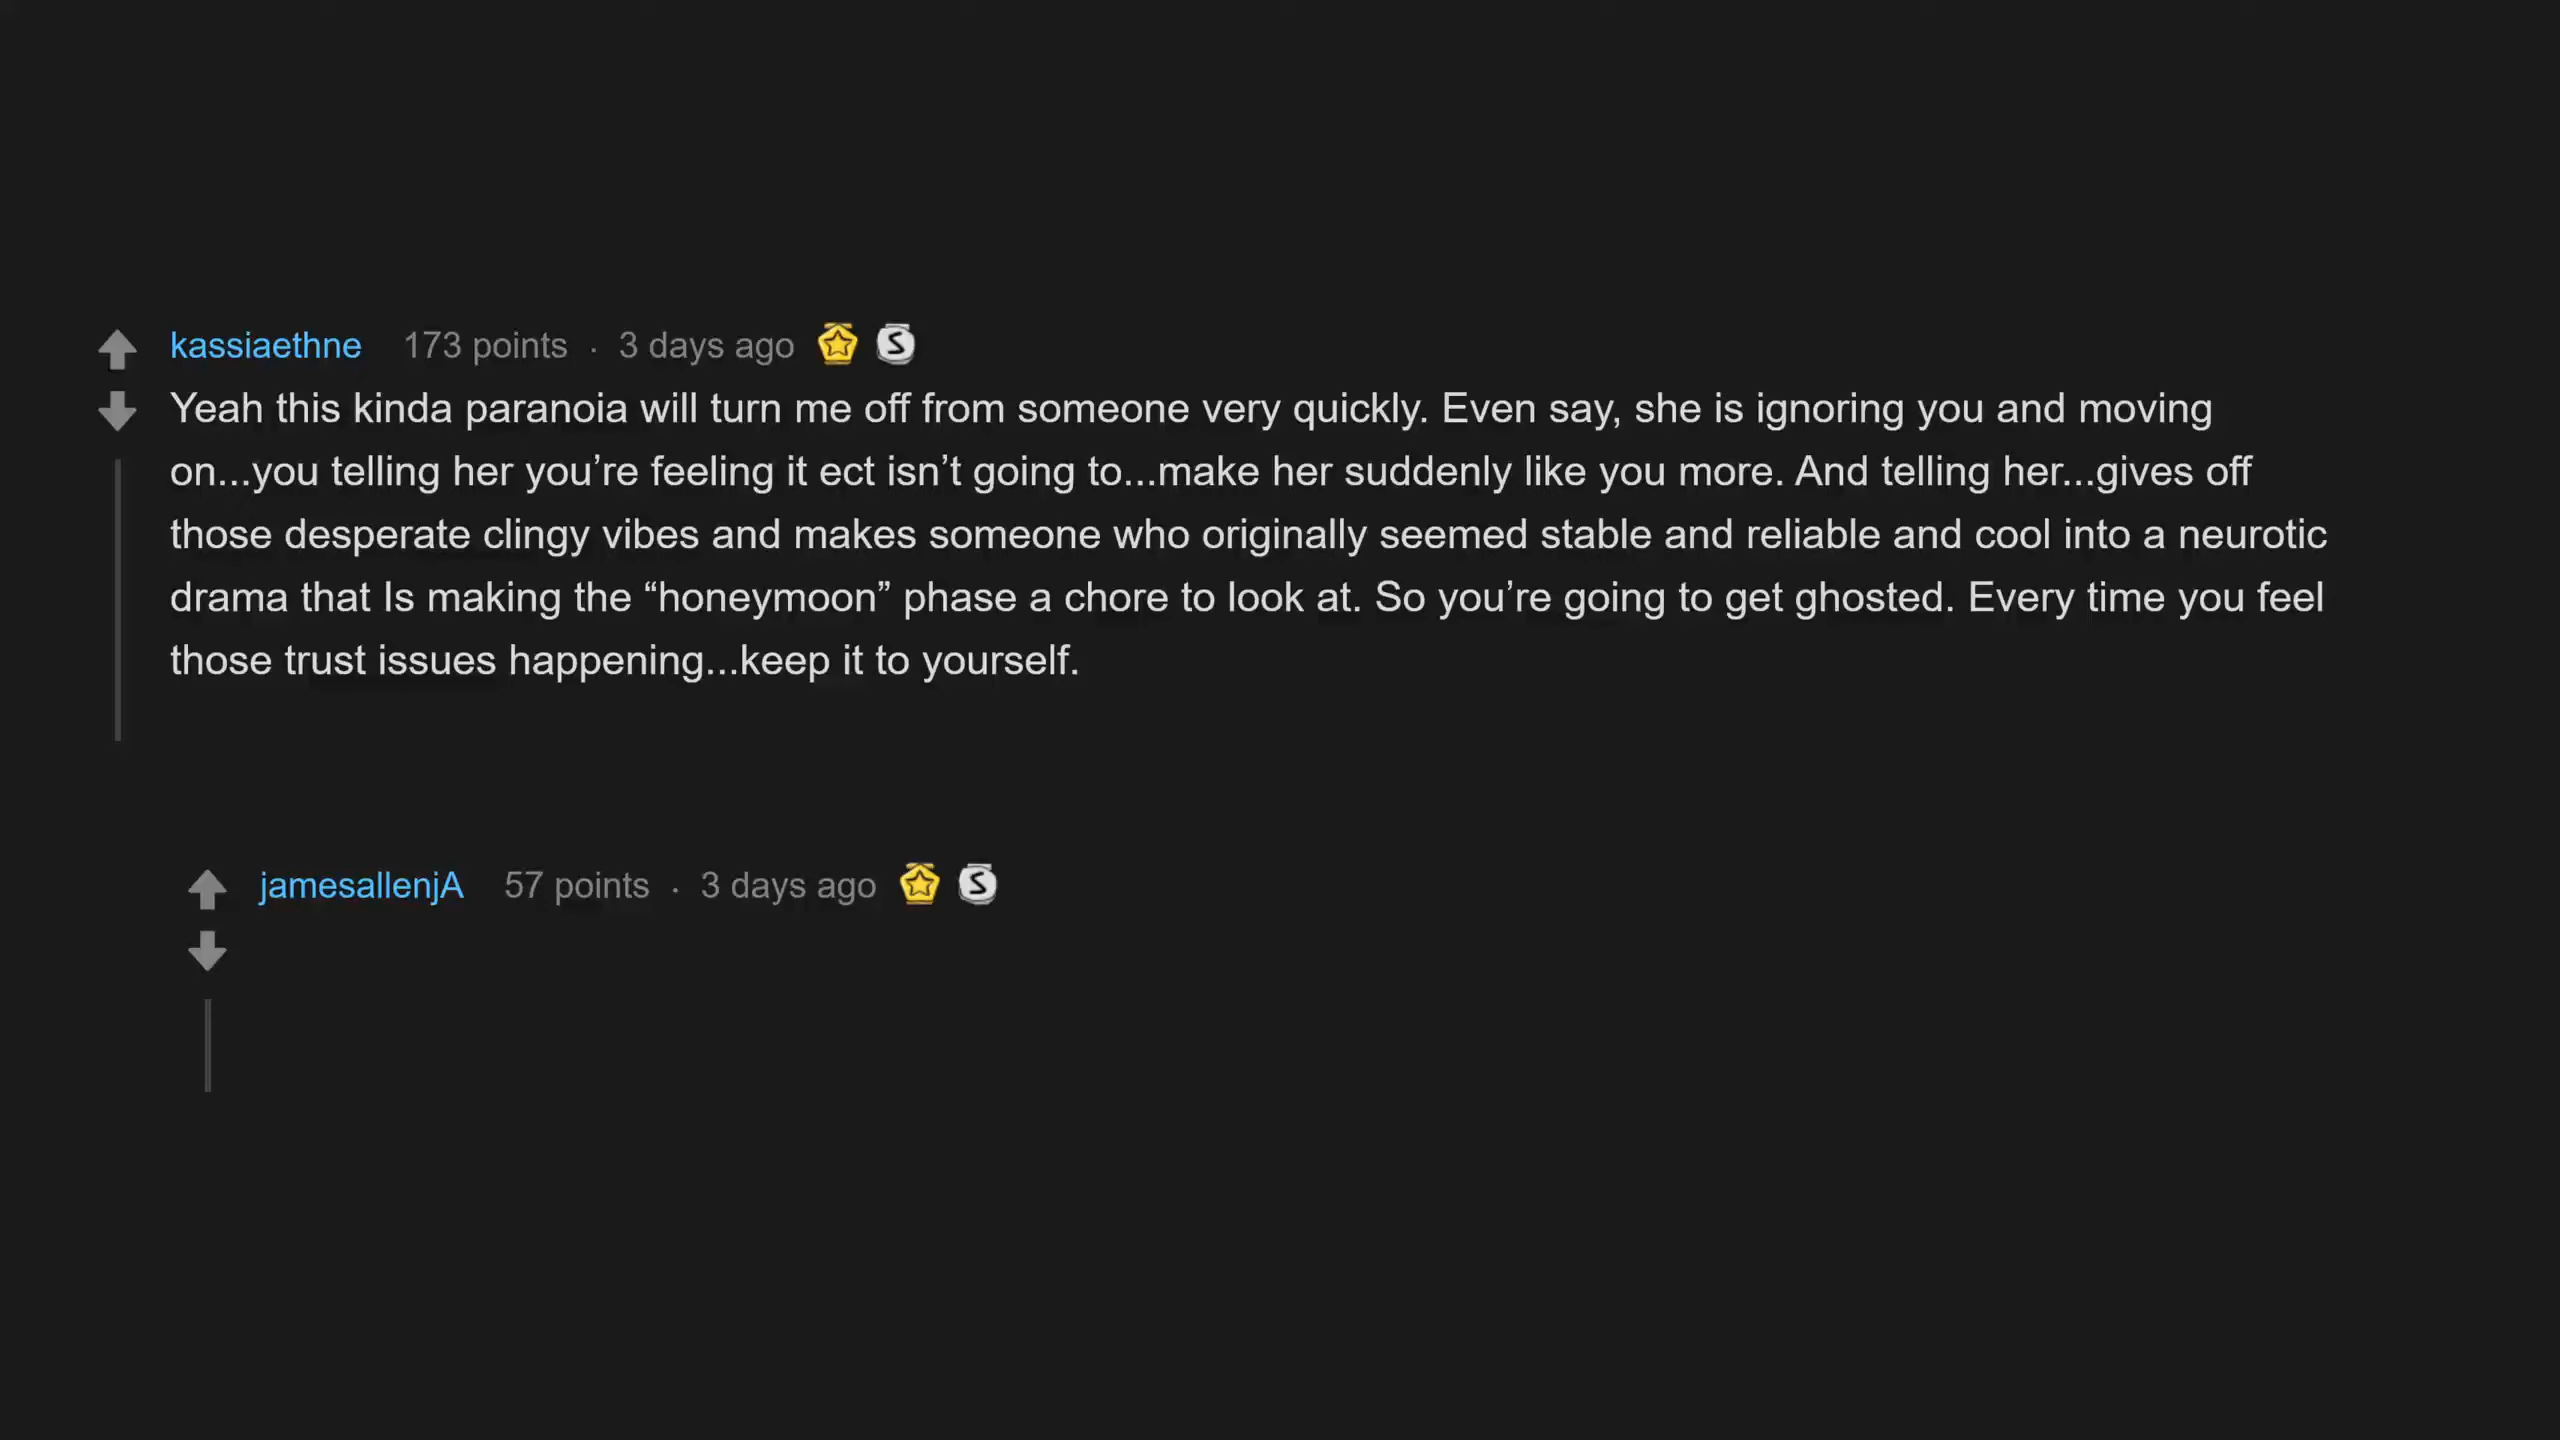 kassiaethne 173 points · 3 days ago S
Yeah this kinda paranoia will turn me off from someone very quickly. Even say, she is ignoring you and moving
on...you telling her you’re feeling it ect isn’t going to...make her suddenly like you more. And telling her...gives off
those desperate clingy vibes and makes someone who originally seemed stable and reliable and cool into a neurotic
drama that Is making the “honeymoon” phase a chore to look at. So you’re going to get ghosted. Every time you feel
those trust issues happening...keep it to yourself.
jamesallenjA 57 points · 3 days ago S